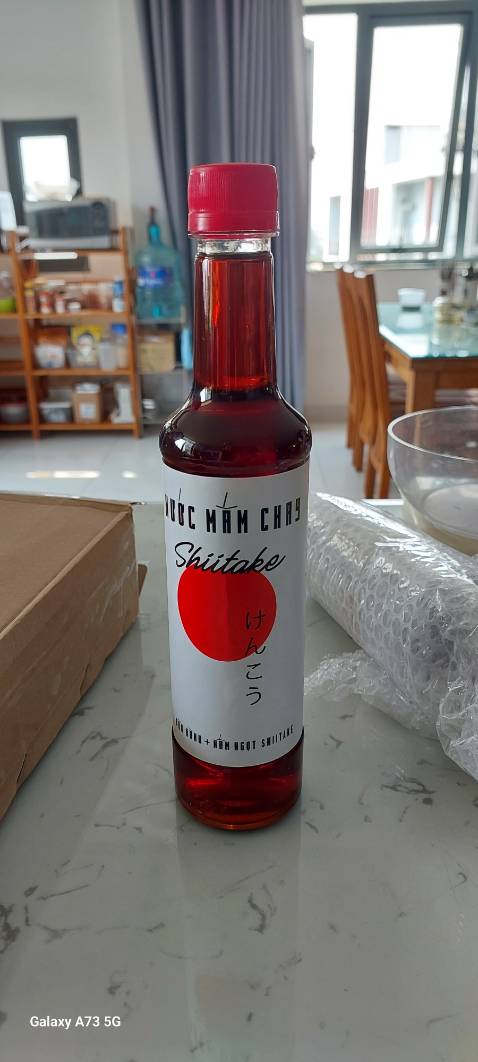 NƯỚC MẮM CHAY
Shiitake
けんこう
+ NẤM NGỌT SHIITAKE
Galaxy A73 5G